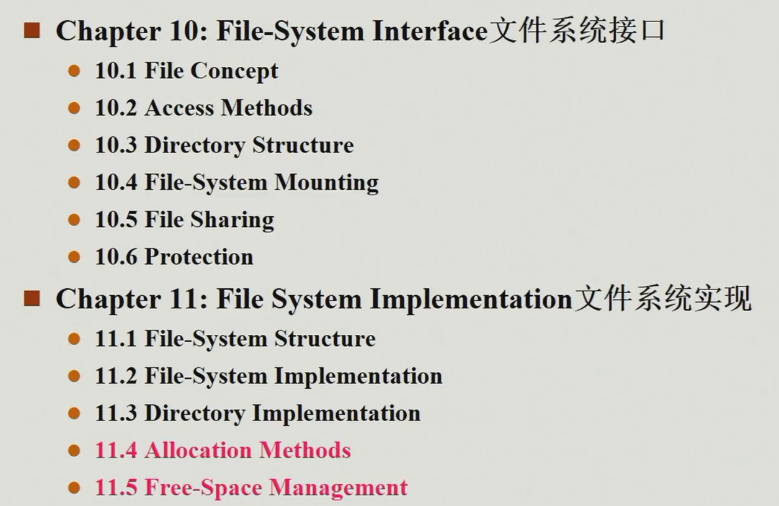 Chapter 10: File-System Interface文件系统接口
10.1 File Concept
10.2 Access Methods
10.3 Directory Structure
10.4 File-System Mounting
10.5 File Sharing
10.6 Protection
Chapter 11: File System Implementation文件系统实现
11.1 File-System Structure
11.2 File-System Implementation
11.3 Directory Implementation
11.4 Allocation Methods
11.5 Free-Space Management